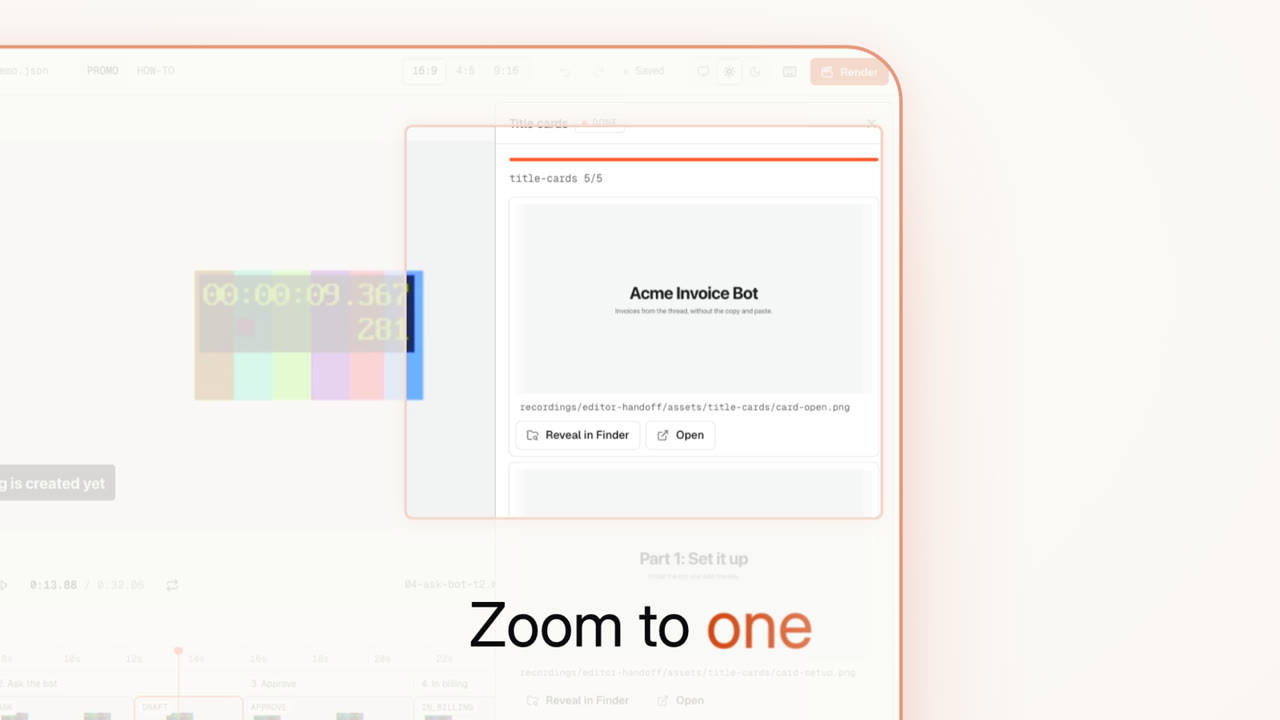 emo.json PROMO HOW-TO 16:9 4:5 9:16 Saved Render
Title cards DONE
title-cards 5/5
00:00:09.367
281
Acme Invoice Bot
Invoices from the thread, without the copy and paste.
recordings/editor-handoff/assets/title-cards/card-open.png
Reveal in Finder Open
g is created yet
Part 1: Set it up
0:13.88 / 0:32.06 04-ask-bot-t2.
Zoom to one
8s 10s 12s 14s 16s 18s 20s 22s
recordings/editor-handoff/assets/title-cards/card-setup.png
2. Ask the bot 3. Approve 4. In billing
Reveal in Finder Open
ASK DRAFT APPROVE IN_BILLING